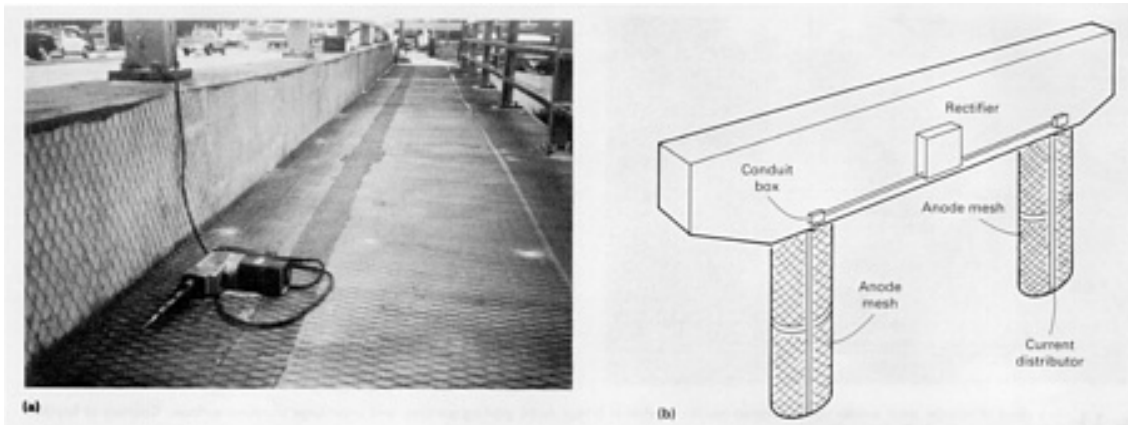 Rectifier
Conduit
box
Anode mesh
Anode
mesh
Current
distributor
(a)
(b)